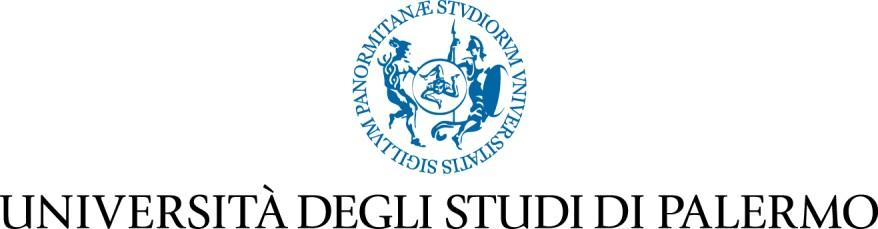 SIGILLVM PANORMITANÆ STVDIORVM VNIVERSITATIS
UNIVERSITÀ DEGLI STUDI DI PALERMO